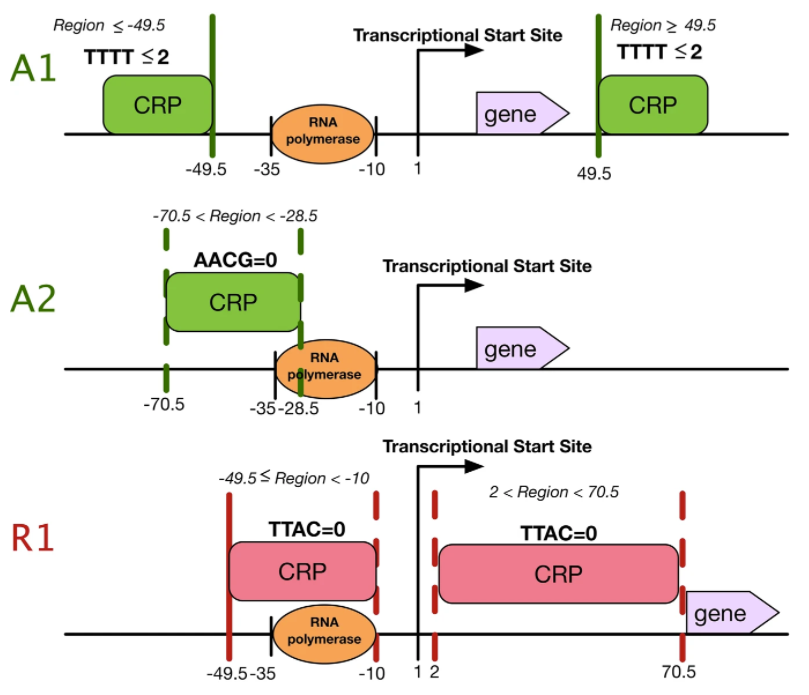 Region ≤ -49.5
TTTT ≤ 2
Region ≥ 49.5
TTTT ≤ 2
Transcriptional Start Site
A1
CRP
RNA
polymerase
gene
CRP
-49.5
-35
-10
1
49.5
-70.5 < Region < -28.5
AACG=0
Transcriptional Start Site
A2
CRP
RNA
polymerase
gene
-70.5
-35
-28.5
-10
1
Transcriptional Start Site
-49.5 ≤ Region < -10
2 < Region < 70.5
R1
TTAC=0
TTAC=0
CRP
CRP
RNA
polymerase
gene
-49.5
-35
-10
1
2
70.5